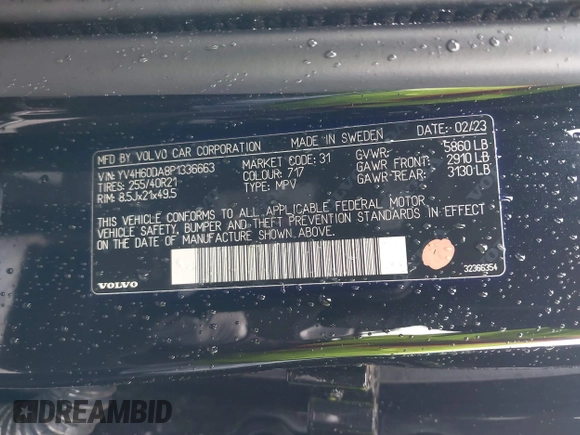 MFD BY VOLVO CAR CORPORATION MADE IN SWEDEN DATE: 02/23
VIN: YV4H60DA8P1336663 MARKET CODE: 31 GVWR: 5860 LB
TIRES: 255/40R21 COLOUR: 717 GAWR FRONT: 2910 LB
RIM: 8.5Jx21x49.5 TYPE: MPV GAWR REAR: 3130 LB
THIS VEHICLE CONFORMS TO ALL APPLICABLE FEDERAL MOTOR
VEHICLE SAFETY, BUMPER AND THEFT PREVENTION STANDARDS IN EFFECT
ON THE DATE OF MANUFACTURE SHOWN ABOVE.
VOLVO
32366354
DREAMBID